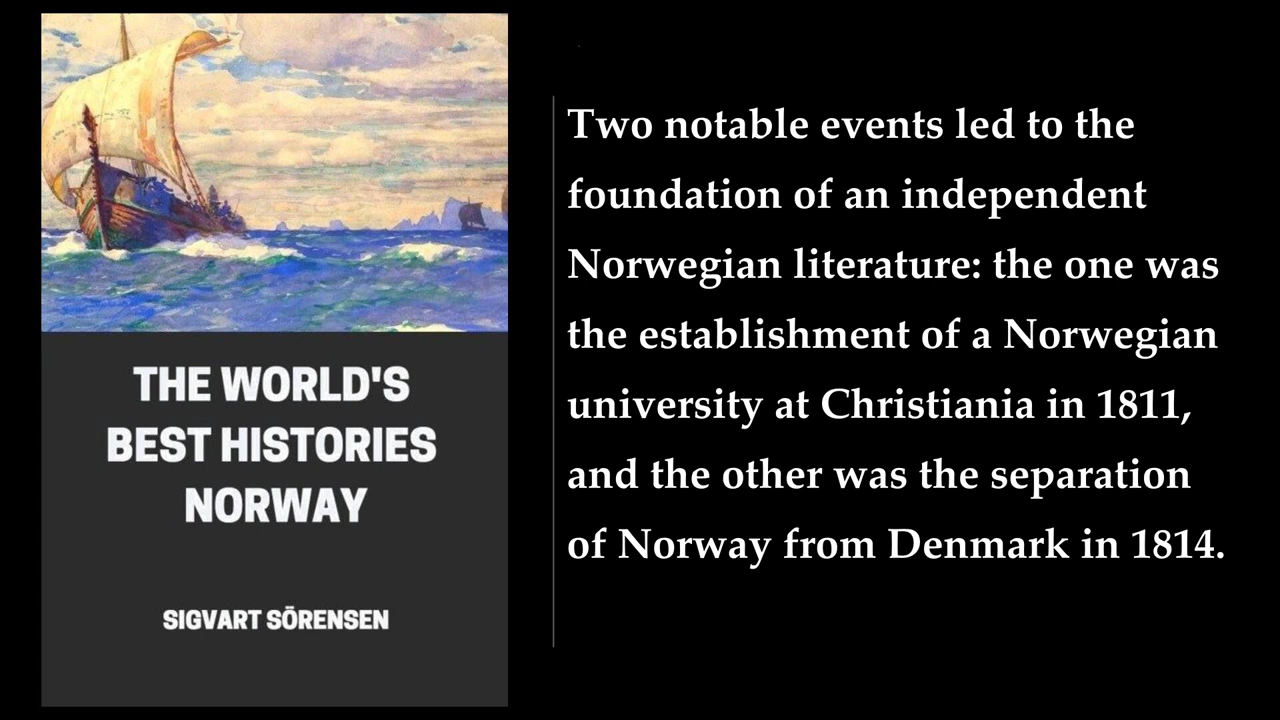 THE WORLD'S
BEST HISTORIES
NORWAY
SIGVART SÖRENSEN
Two notable events led to the
foundation of an independent
Norwegian literature: the one was
the establishment of a Norwegian
university at Christiania in 1811,
and the other was the separation
of Norway from Denmark in 1814.